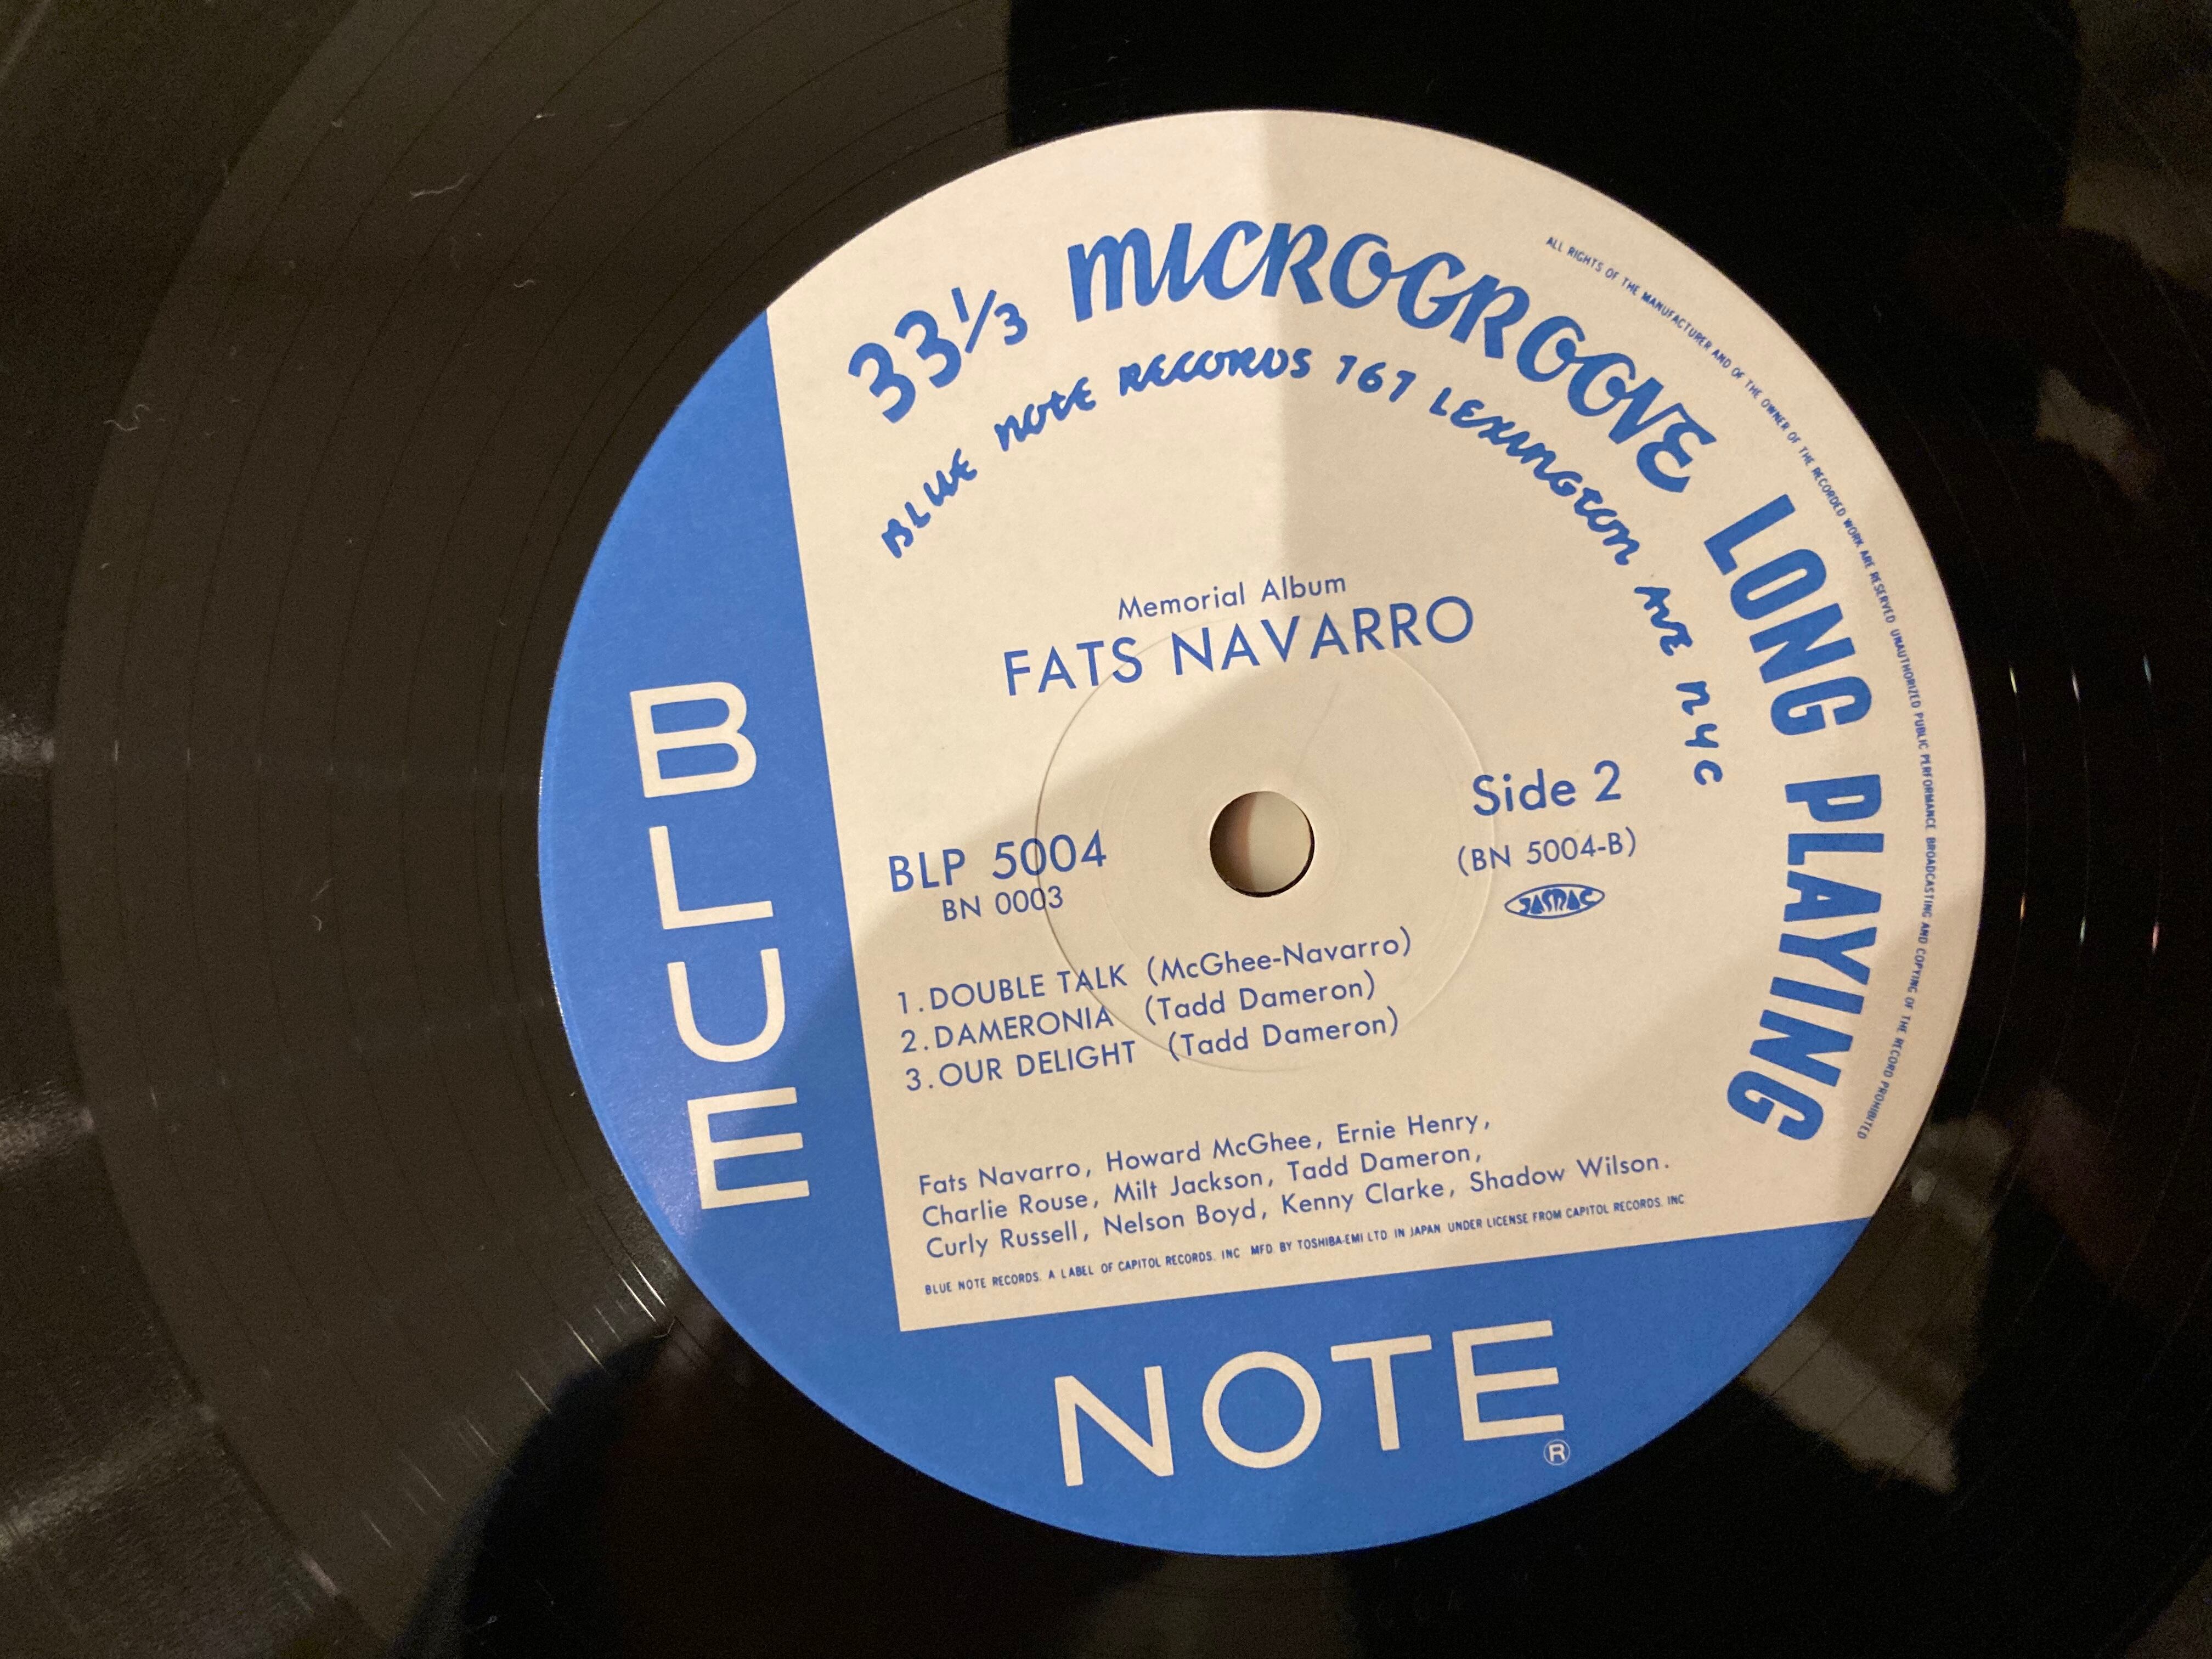 33⅓ MICROGROOVE LONG PLAYING
BLUE NOTE RECORDS 767 LEXINGTON AVE NYC
ALL RIGHTS OF THE MANUFACTURER AND OF THE OWNER OF THE RECORDED WORK ARE RESERVED UNAUTHORIZED PUBLIC PERFORMANCE BROADCASTING AND COPYING OF THE RECORD PROHIBITED
Memorial Album
FATS NAVARRO
Side 2
BLP 5004
(BN 5004-B)
BN 0003
JASRAC
1. DOUBLE TALK (McGhee-Navarro)
2. DAMERONIA (Tadd Dameron)
3. OUR DELIGHT (Tadd Dameron)
Fats Navarro, Howard McGhee, Ernie Henry,
Charlie Rouse, Milt Jackson, Tadd Dameron,
Curly Russell, Nelson Boyd, Kenny Clarke, Shadow Wilson.
BLUE NOTE RECORDS. A LABEL OF CAPITOL RECORDS. INC MFD BY TOSHIBA-EMI LTD IN JAPAN UNDER LICENSE FROM CAPITOL RECORDS. INC
BLUE
NOTE®